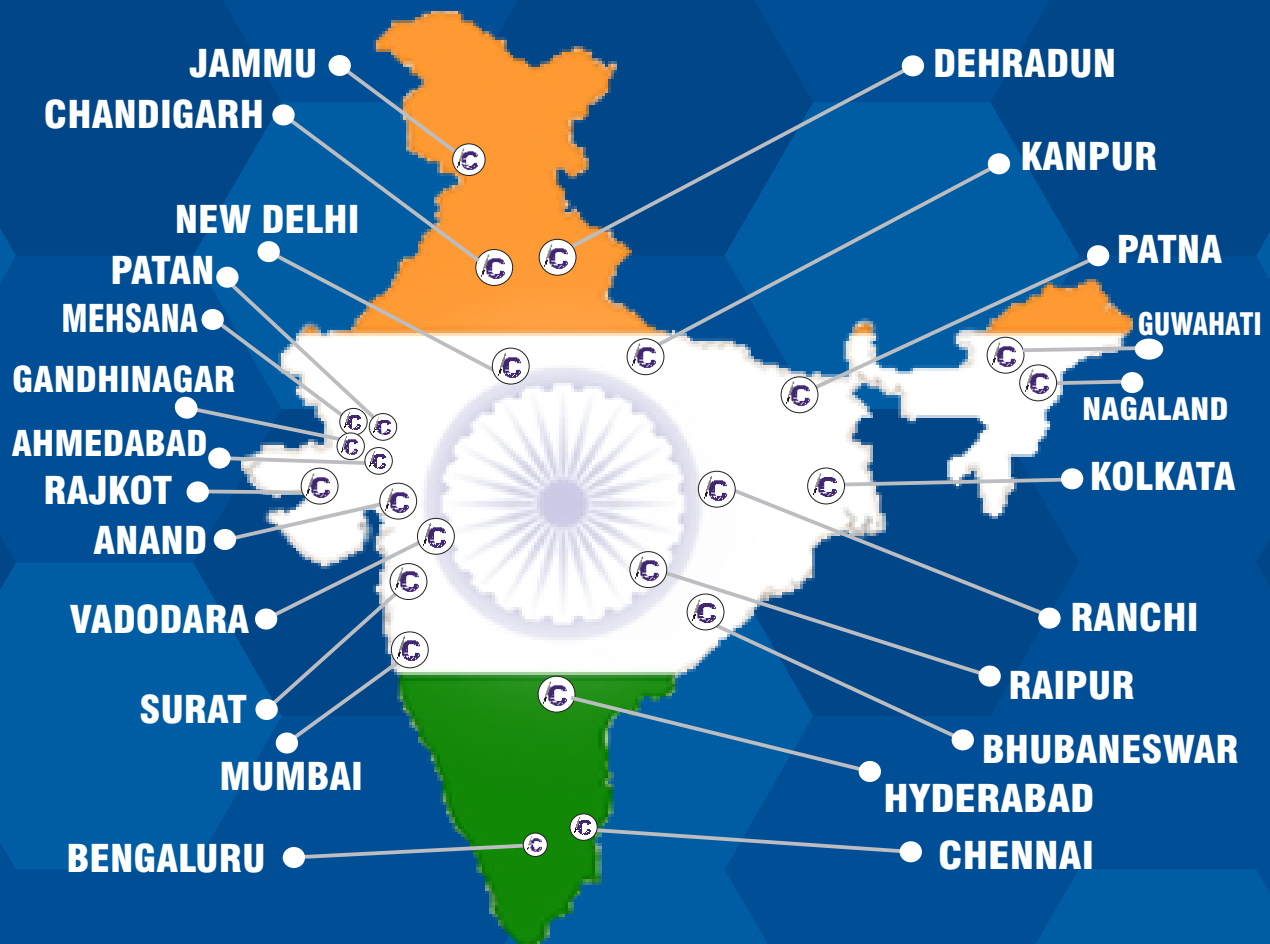 JAMMU
CHANDIGARH
NEW DELHI
PATAN
MEHSANA
GANDHINAGAR
AHMEDABAD
RAJKOT
ANAND
VADODARA
SURAT
MUMBAI
BENGALURU
DEHRADUN
KANPUR
PATNA
GUWAHATI
NAGALAND
KOLKATA
RANCHI
RAIPUR
BHUBANESWAR
HYDERABAD
CHENNAI